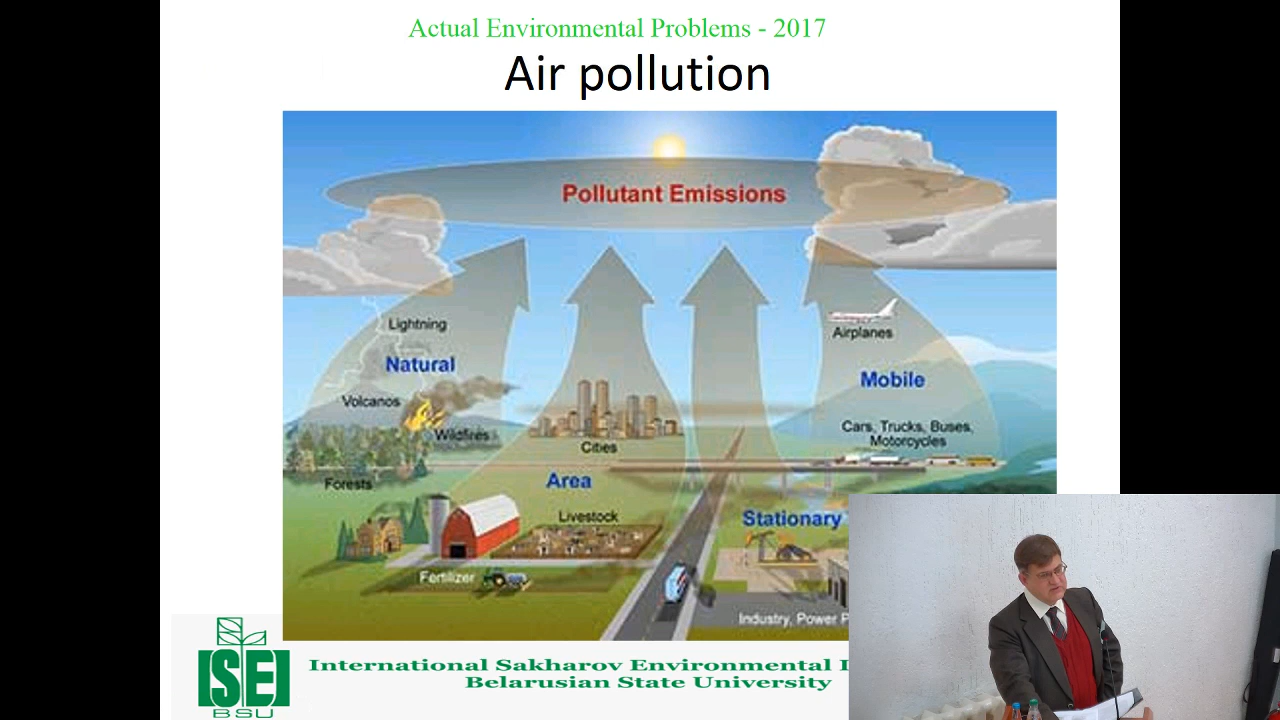 Actual Environmental Problems - 2017
Air pollution
Pollutant Emissions
Lightning
Airplanes
Natural
Mobile
Volcanos
Wildfires
Cars, Trucks, Buses,
Motorcycles
Cities
Forests
Area
Livestock
Stationary
Fertilizer
Industry, Power
ISEI
BSU
International Sakharov Environmental
Belarusian State University